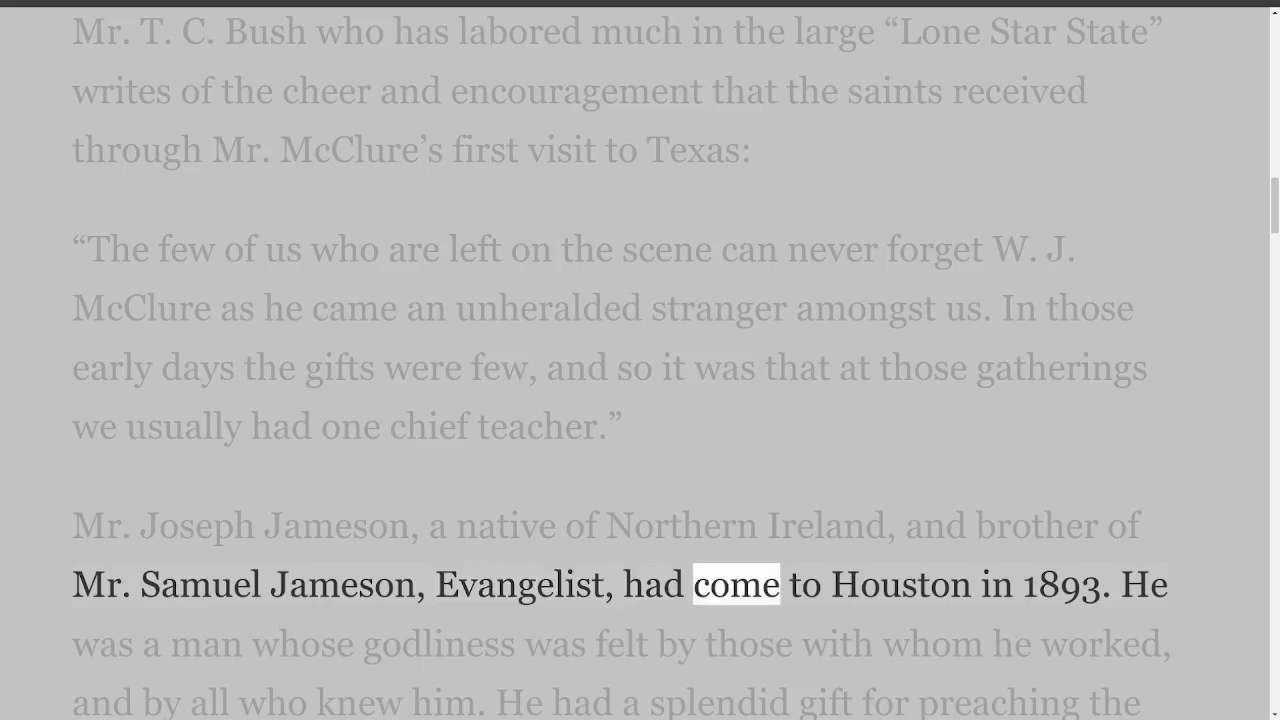 Mr. T. C. Bush who has labored much in the large “Lone Star State”
writes of the cheer and encouragement that the saints received
through Mr. McClure’s first visit to Texas:
“The few of us who are left on the scene can never forget W. J.
McClure as he came an unheralded stranger amongst us. In those
early days the gifts were few, and so it was that at those gatherings
we usually had one chief teacher.”
Mr. Joseph Jameson, a native of Northern Ireland, and brother of
Mr. Samuel Jameson, Evangelist, had come to Houston in 1893. He
was a man whose godliness was felt by those with whom he worked,
and by all who knew him. He had a splendid gift for preaching the